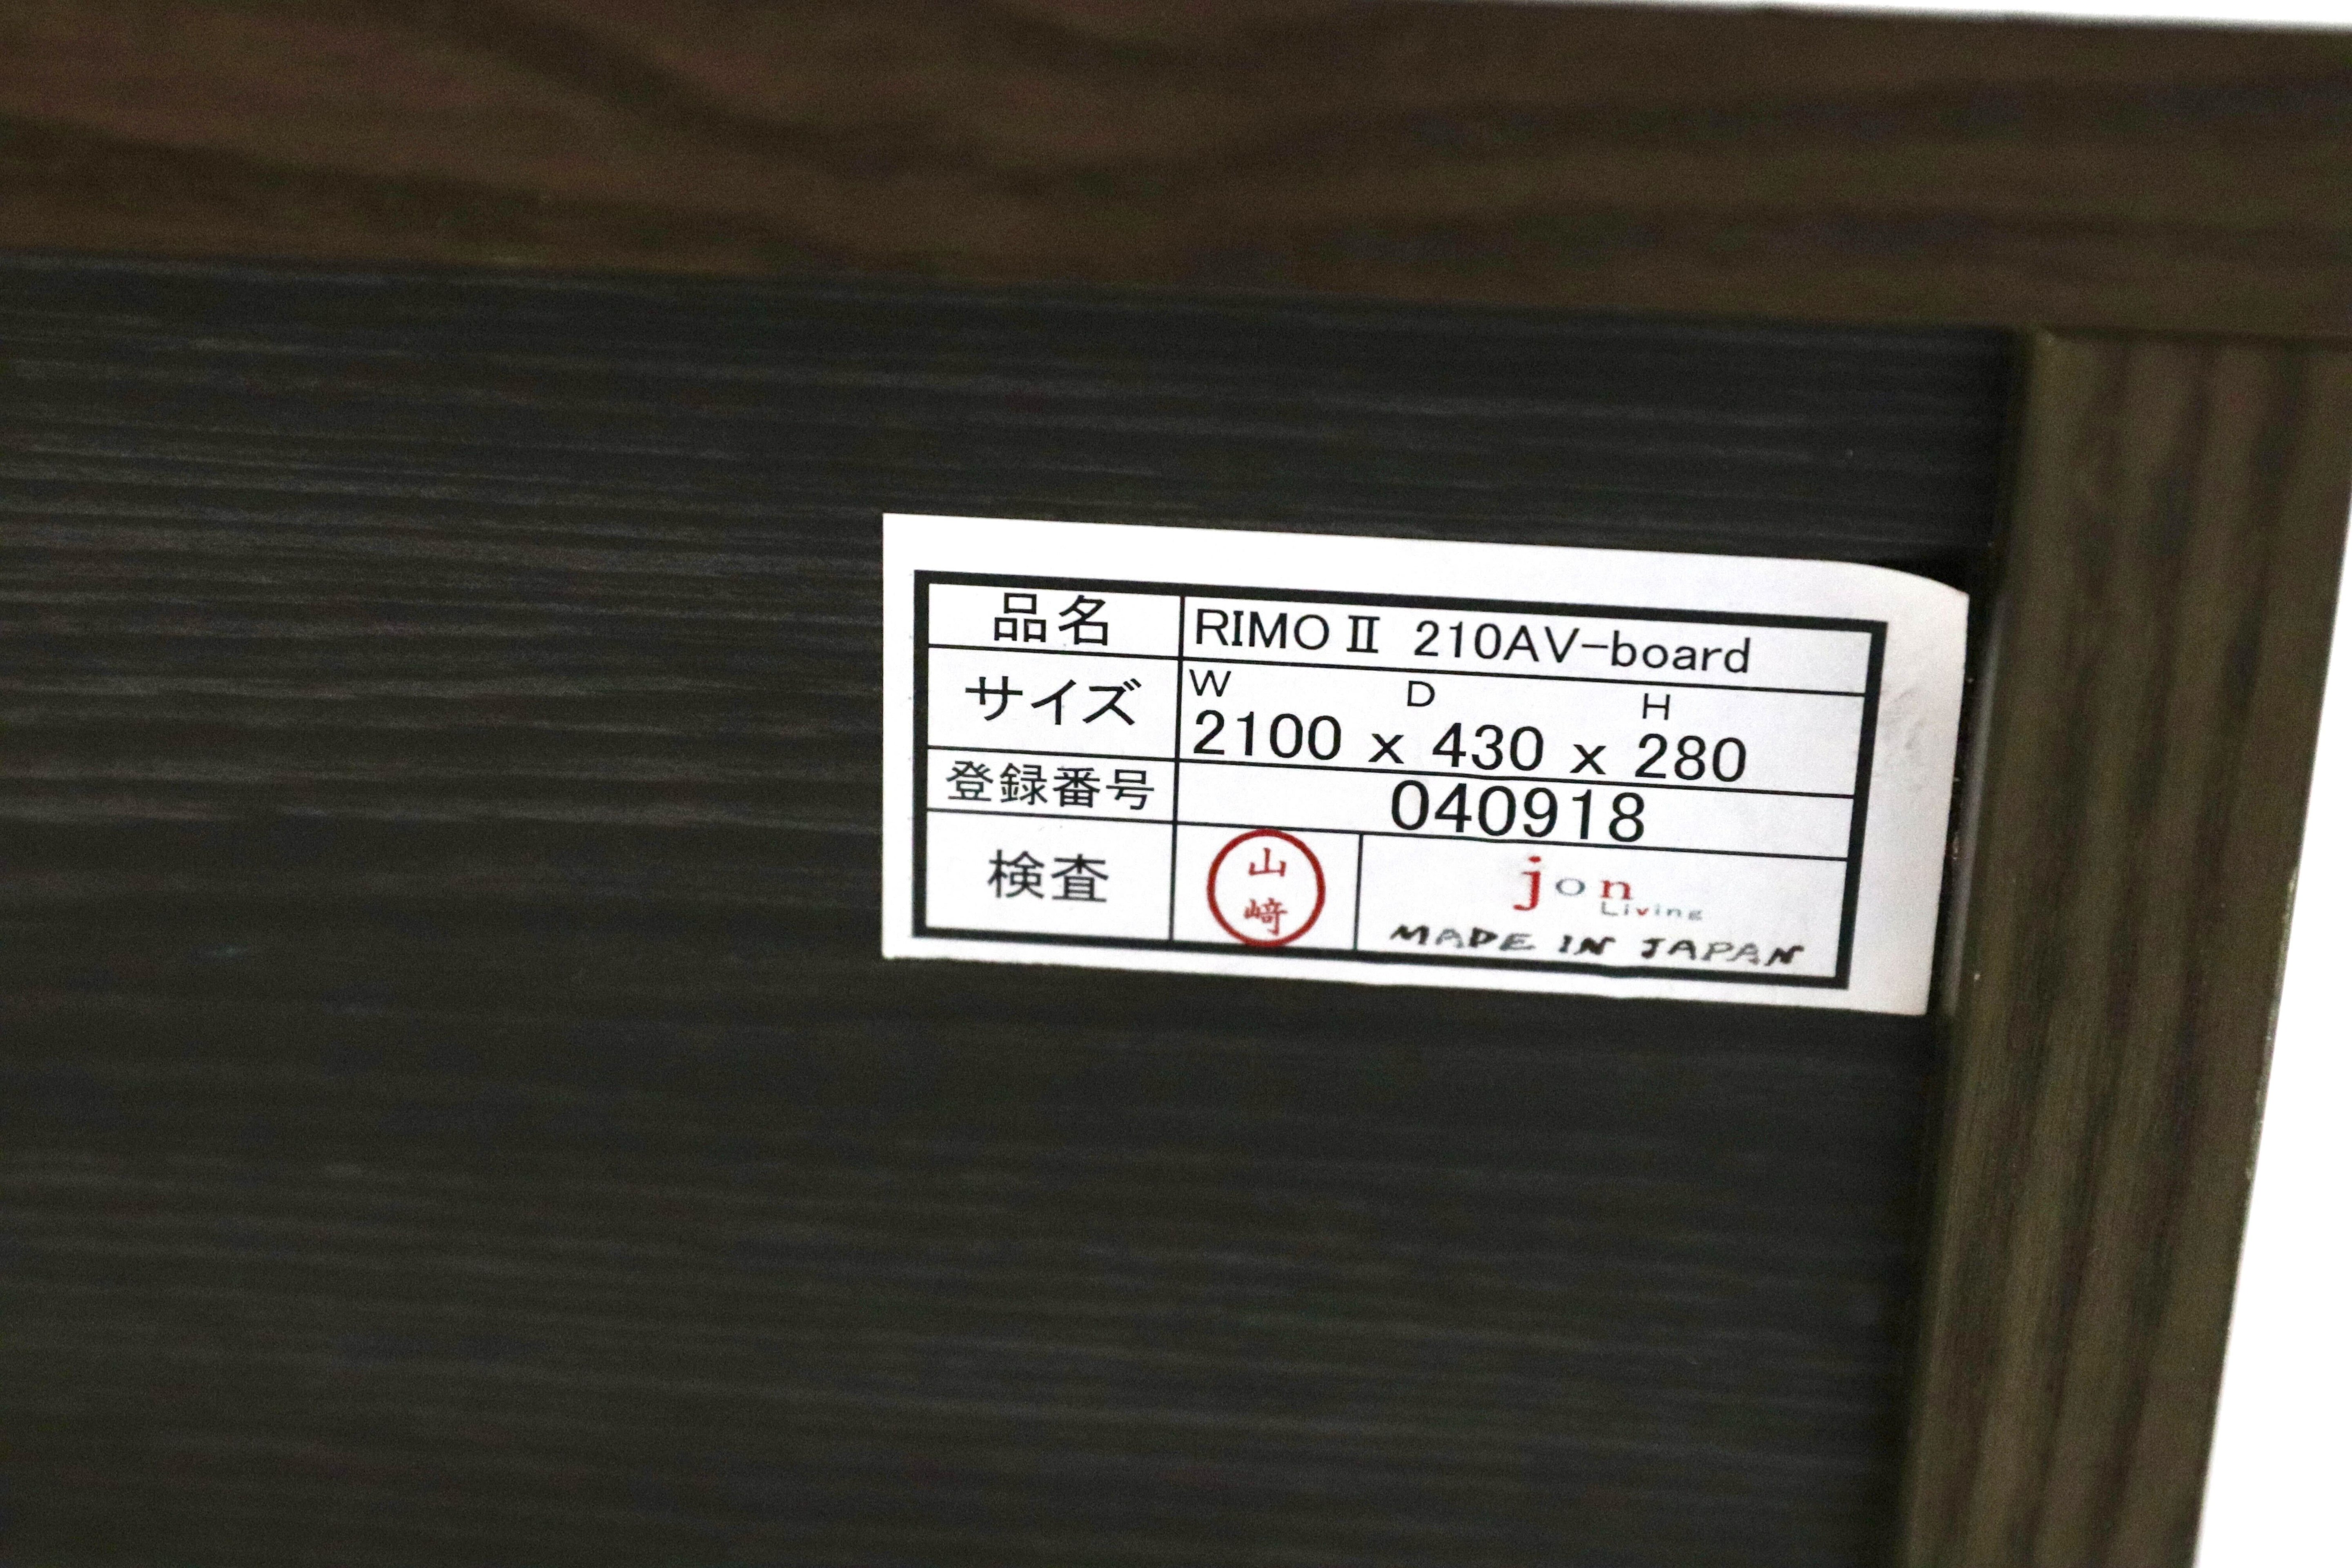 品名 RIMO Ⅱ 210AV-board
サイズ W D H
2100 x 430 x 280
登録番号 040918
検査 山﨑 jon Living
MADE IN JAPAN